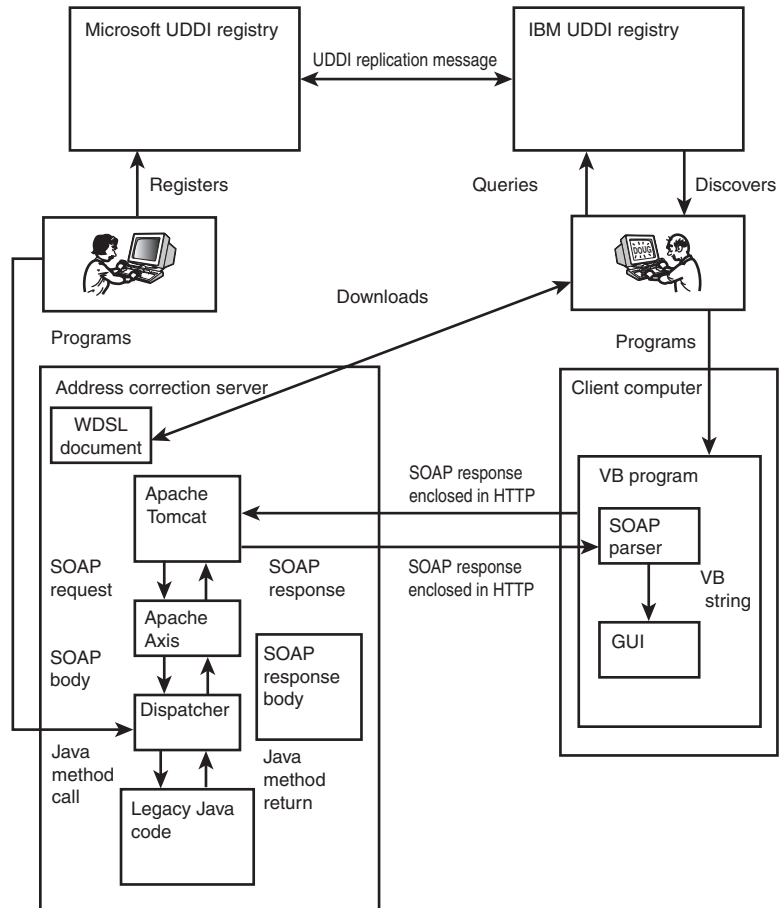 Microsoft UDDI registry
IBM UDDI registry
UDDI replication message
Registers
Queries
Discovers
DOUG
Downloads
Programs
Programs
Address correction server
Client computer
WDSL
document
VB program
SOAP response
enclosed in HTTP
Apache
Tomcat
SOAP
parser
SOAP
request
SOAP
response
SOAP response
enclosed in HTTP
VB
string
Apache
Axis
GUI
SOAP
body
SOAP
response
body
Dispatcher
Java
method
call
Java
method
return
Legacy Java
code